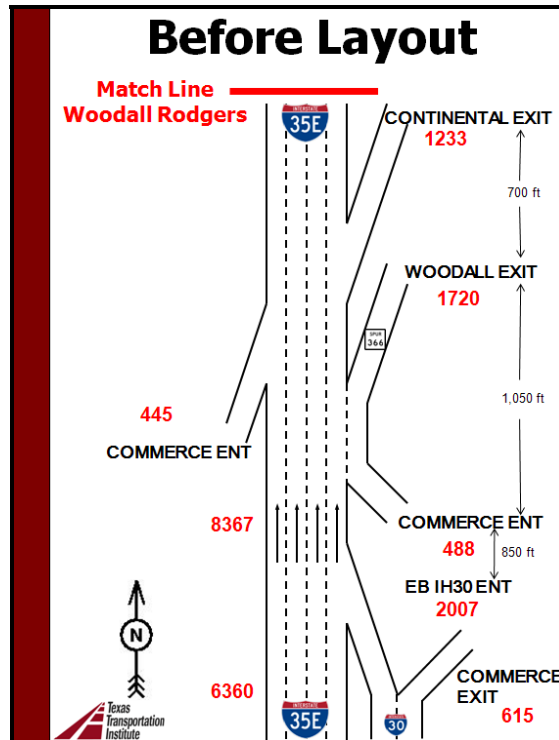 Before Layout
Match Line
Woodall Rodgers
INTERSTATE
35E
CONTINENTAL EXIT
1233
700 ft
WOODALL EXIT
1720
SPUR
366
1,050 ft
445
COMMERCE ENT
8367
COMMERCE ENT
488
850 ft
EB IH30 ENT
2007
N
COMMERCE
EXIT
615
6360
INTERSTATE
35E
30
Texas
Transportation
Institute